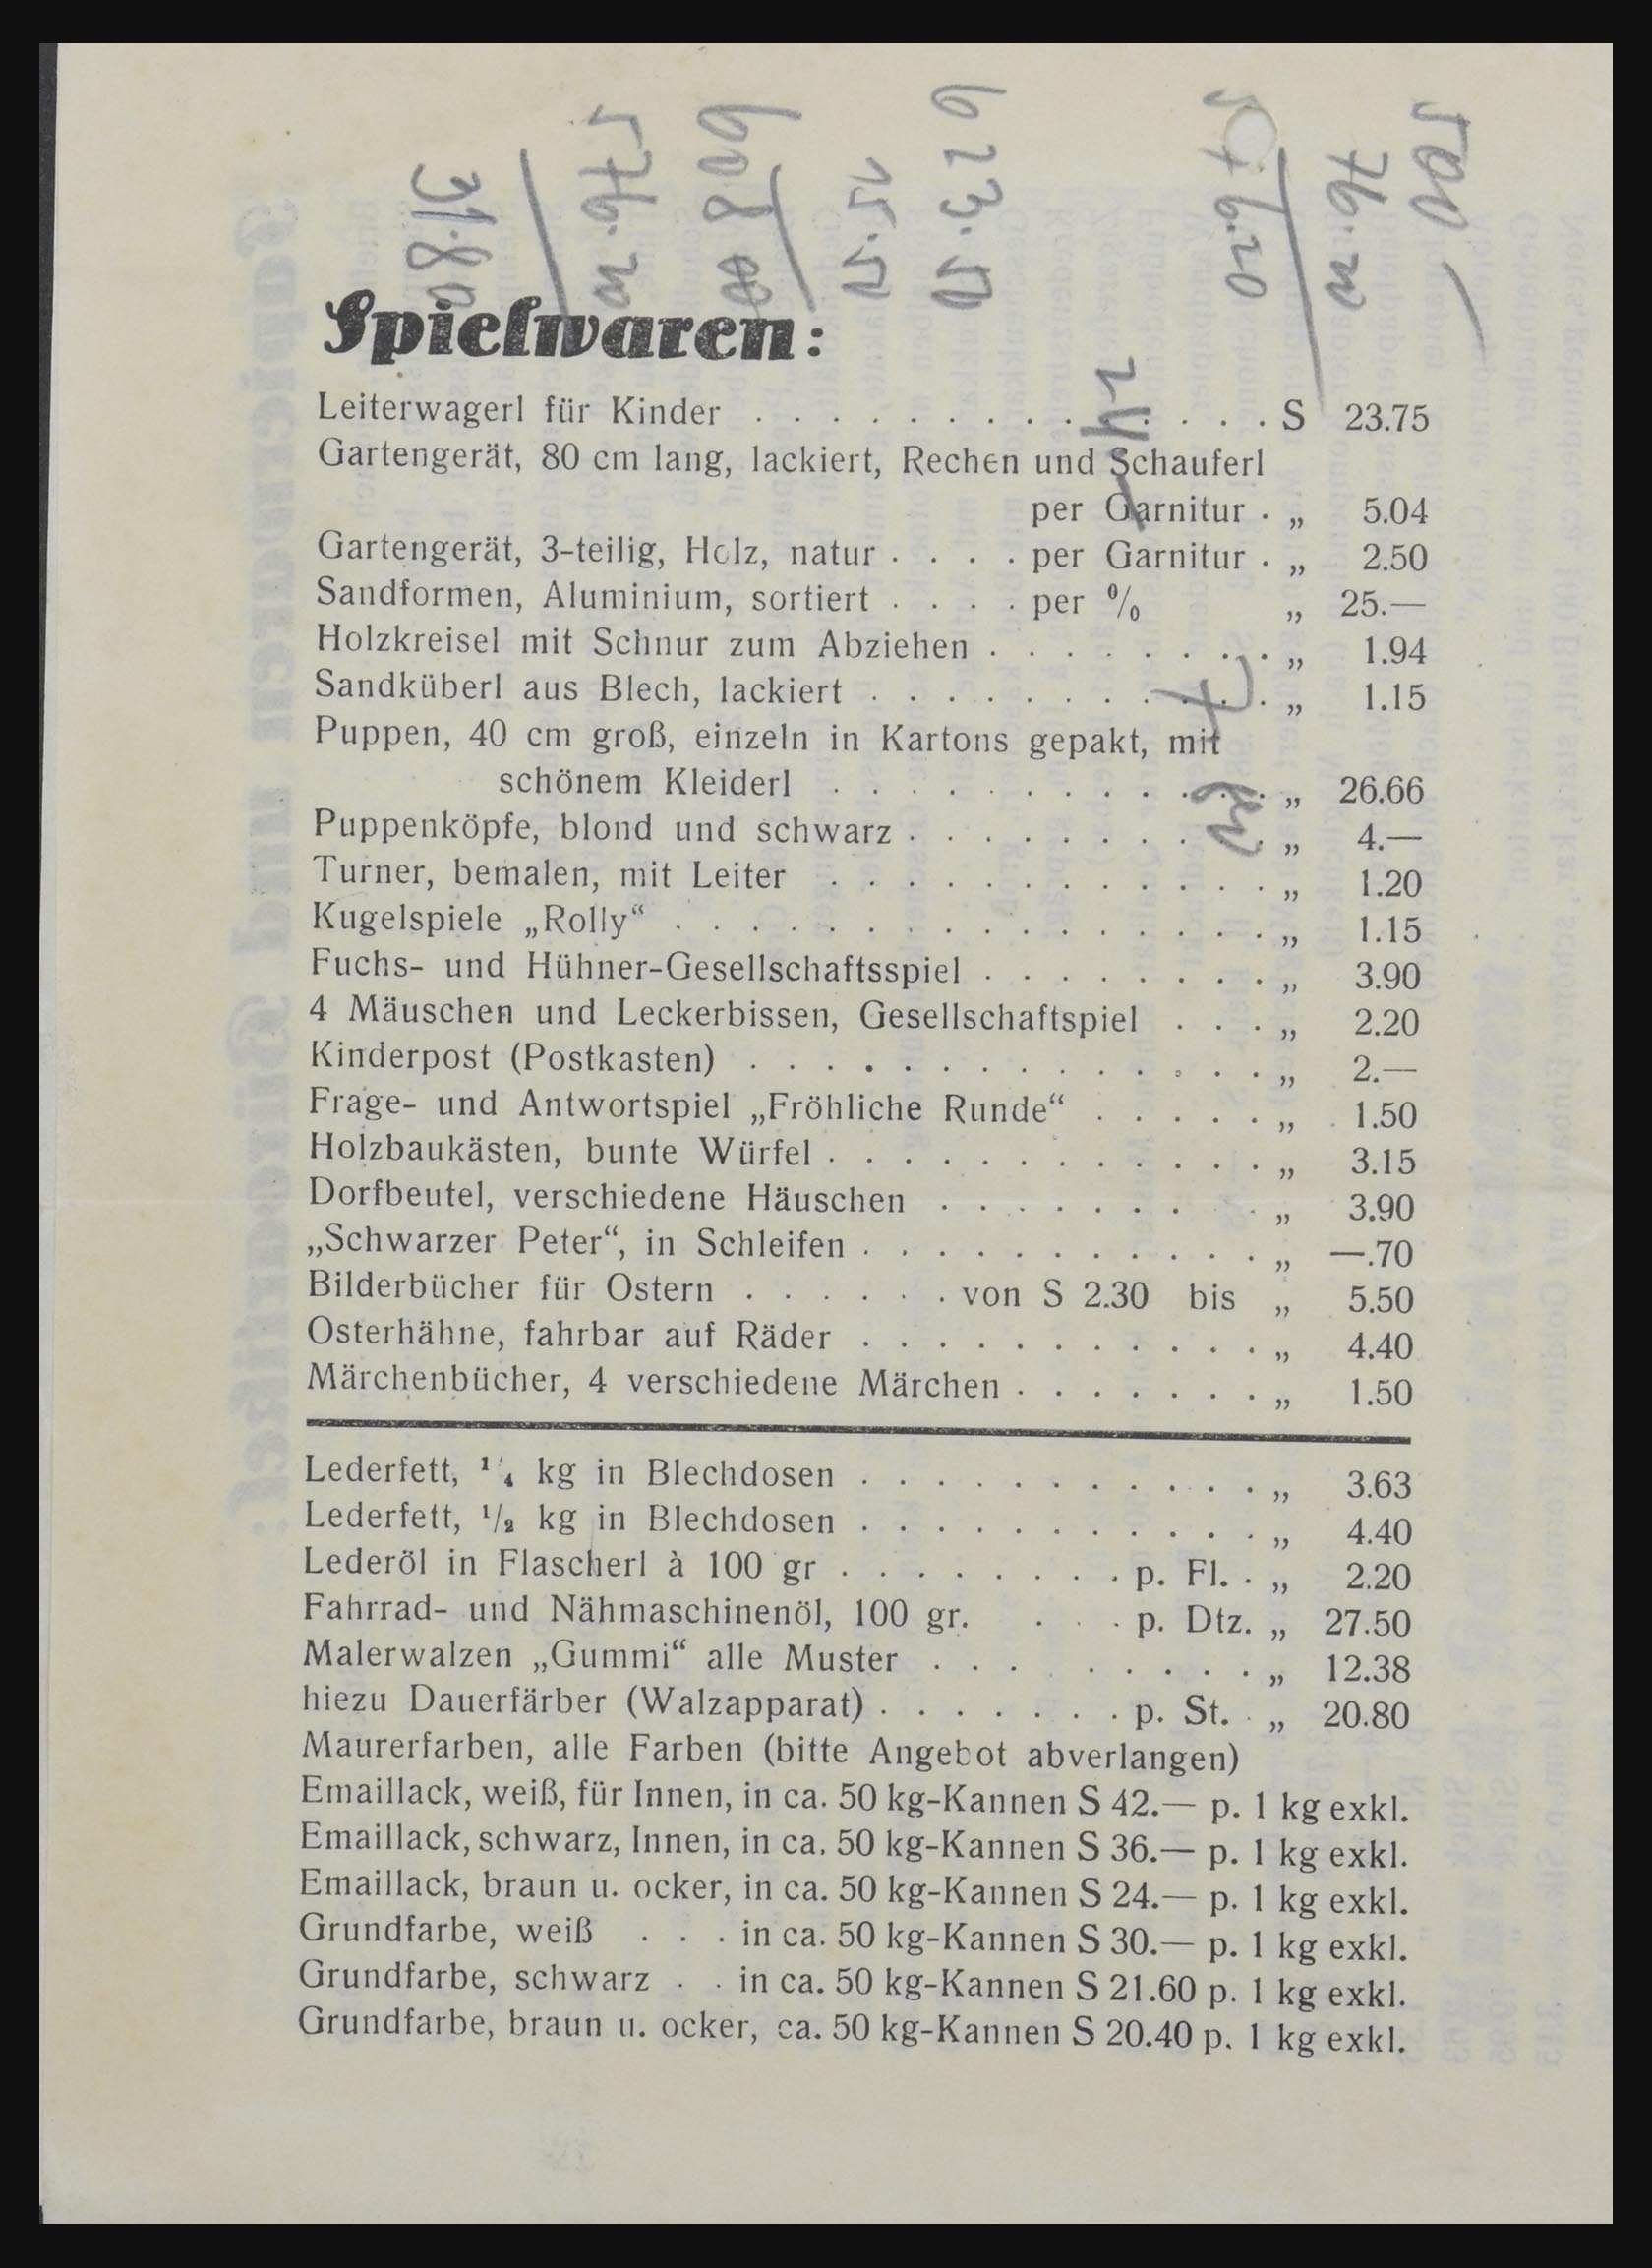 Spielwaren:
Leiterwagerl für Kinder . . . . . . . . . . . . . . S 23.75
Gartengerät, 80 cm lang, lackiert, Rechen und Schauferl
per Garnitur . „ 5.04
Gartengerät, 3-teilig, Holz, natur . . . . per Garnitur . „ 2.50
Sandformen, Aluminium, sortiert . . . . per % „ 25.—
Holzkreisel mit Schnur zum Abziehen . . . . . . . . „ 1.94
Sandküberl aus Blech, lackiert . . . . . . . . . . . „ 1.15
Puppen, 40 cm groß, einzeln in Kartons gepakt, mit
schönem Kleiderl . . . . . . . . . . . . „ 26.66
Puppenköpfe, blond und schwarz . . . . . . . . . . „ 4.—
Turner, bemalen, mit Leiter . . . . . . . . . . . . „ 1.20
Kugelspiele „Rolly“ . . . . . . . . . . . . . . . . „ 1.15
Fuchs- und Hühner-Gesellschaftsspiel . . . . . . . . „ 3.90
4 Mäuschen und Leckerbissen, Gesellschaftspiel . . . „ 2.20
Kinderpost (Postkasten) . . . . . . . . . . . . . . „ 2.—
Frage- und Antwortspiel „Fröhliche Runde“ . . . . . „ 1.50
Holzbaukästen, bunte Würfel . . . . . . . . . . . . „ 3.15
Dorfbeutel, verschiedene Häuschen . . . . . . . . „ 3.90
„Schwarzer Peter“, in Schleifen . . . . . . . . . . . „ —.70
Bilderbücher für Ostern . . . . . . von S 2.30 bis „ 5.50
Osterhähne, fahrbar auf Räder . . . . . . . . . . . „ 4.40
Märchenbücher, 4 verschiedene Märchen . . . . . . . „ 1.50
Lederfett, 1/4 kg in Blechdosen . . . . . . . . . . . „ 3.63
Lederfett, 1/2 kg in Blechdosen . . . . . . . . . . . „ 4.40
Lederöl in Flascherl à 100 gr . . . . . . . . p. Fl. . „ 2.20
Fahrrad- und Nähmaschinenöl, 100 gr. . . . p. Dtz. „ 27.50
Malerwalzen „Gummi“ alle Muster . . . . . . . . . „ 12.38
hiezu Dauerfärber (Walzapparat) . . . . . . . p. St. . „ 20.80
Maurerfarben, alle Farben (bitte Angebot abverlangen)
Emaillack, weiß, für Innen, in ca. 50 kg-Kannen S 42.— p. 1 kg exkl.
Emaillack, schwarz, Innen, in ca. 50 kg-Kannen S 36.— p. 1 kg exkl.
Emaillack, braun u. ocker, in ca. 50 kg-Kannen S 24.— p. 1 kg exkl.
Grundfarbe, weiß . . . in ca. 50 kg-Kannen S 30.— p. 1 kg exkl.
Grundfarbe, schwarz . . in ca. 50 kg-Kannen S 21.60 p. 1 kg exkl.
Grundfarbe, braun u. ocker, ca. 50 kg-Kannen S 20.40 p. 1 kg exkl.